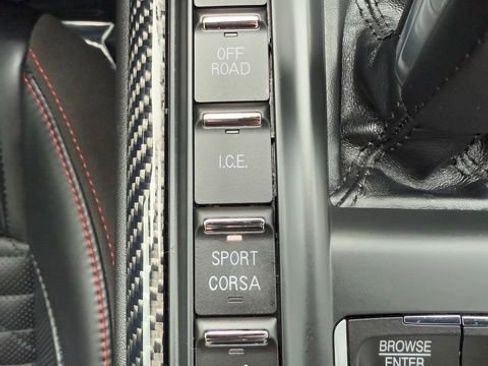 OFF
ROAD
I.C.E.
SPORT
CORSA
BROWSE
ENTER